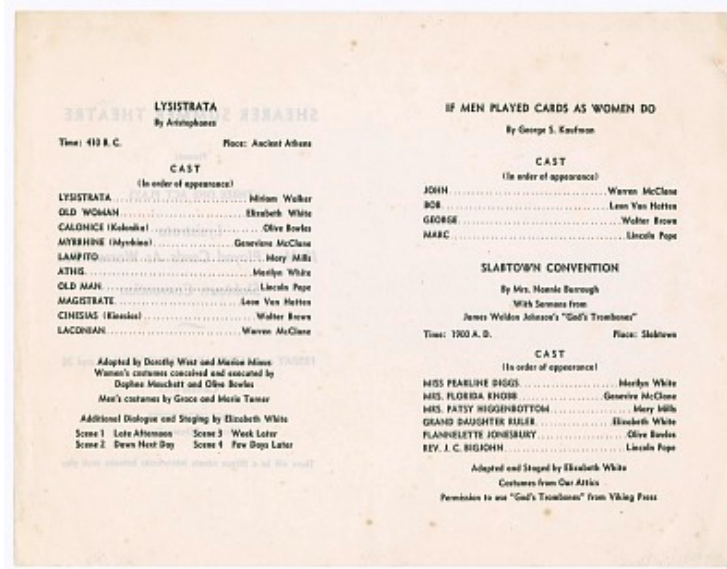 LYSISTRATA
By Aristophanes
Time: 410 B. C. Place: Ancient Athens
CAST
(In order of appearance)
LYSISTRATA Miriam Walker
OLD WOMAN Elizabeth White
CALONICE (Kalonika) Olive Bowles
MYRRHINE (Myrrhina) Genevieve McClane
LAMPITO Mary Mills
ATHIS Marilyn White
OLD MAN Lincoln Pope
MAGISTRATE Leon Van Hatten
CINESIAS (Kinesias) Walter Brown
LACONIAN Warren McClane
Adapted by Dorothy West and Marion Minus
Women's costumes conceived and executed by
Daphne Muschett and Olive Bowles
Men's costumes by Grace and Marie Turner
Additional Dialogue and Staging by Elizabeth White
Scene 1 Late Afternoon Scene 3 Week Later
Scene 2 Dawn Next Day Scene 4 Few Days Later
IF MEN PLAYED CARDS AS WOMEN DO
By George S. Kaufman
CAST
(In order of appearance)
JOHN Warren McClane
BOB Leon Van Hatten
GEORGE Walter Brown
MARC Lincoln Pope
SLABTOWN CONVENTION
By Mrs. Nannie Burrough
With Sermons from
James Weldon Johnson's "God's Trombones"
Time: 1900 A. D. Place: Slabtown
CAST
(In order of appearance)
MISS PEARLINE DIGGS Marilyn White
MRS. FLORIDA KNOBB Genevive McClane
MRS. PATSY HIGGENBOTTOM Mary Mills
GRAND DAUGHTER RULER Elizabeth White
FLANNELETTE JONESBURY Olive Bowles
REV. J. C. BIGJOHN Lincoln Pope
Adapted and Staged by Elizabeth White
Costumes from Our Attics
Permission to use "God's Trombones" from Viking Press